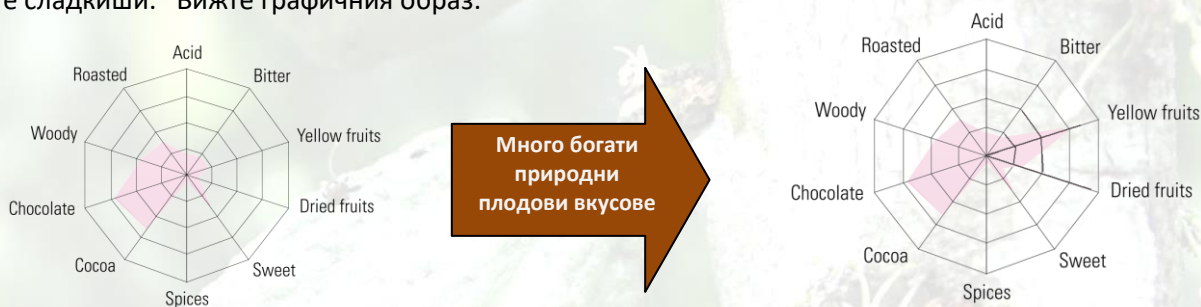 е сладкиши. Вижте графичния образ:
Acid
Bitter
Yellow fruits
Dried fruits
Sweet
Spices
Cocoa
Chocolate
Woody
Roasted
Много богати
природни
плодови вкусове
Acid
Bitter
Yellow fruits
Dried fruits
Sweet
Spices
Cocoa
Chocolate
Woody
Roasted